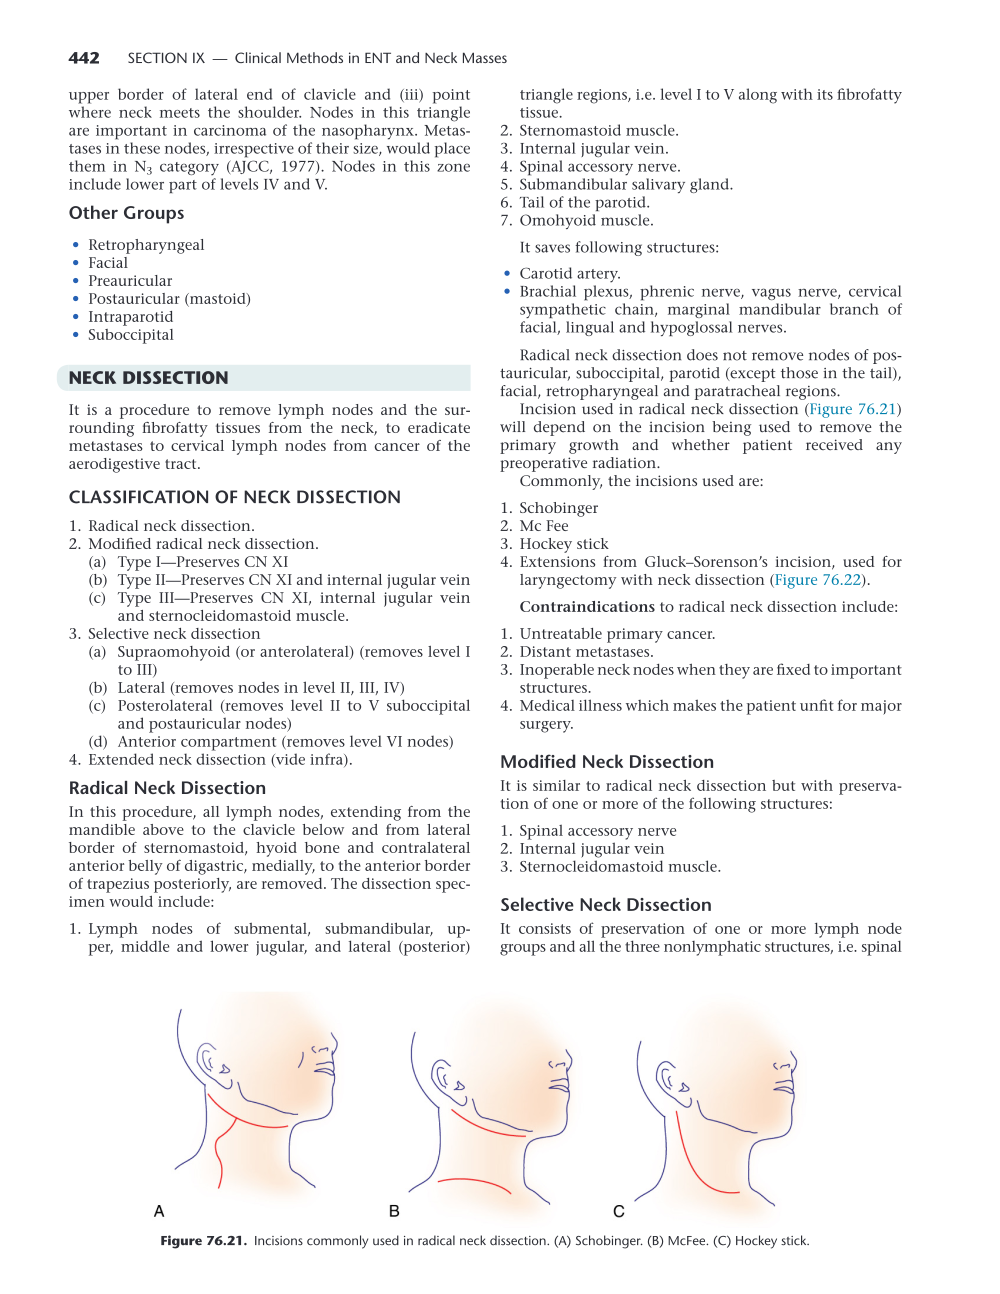 442 SECTION IX — Clinical Methods in ENT and Neck Masses
upper border of lateral end of clavicle and (iii) point
where neck meets the shoulder. Nodes in this triangle
are important in carcinoma of the nasopharynx. Metas-
tases in these nodes, irrespective of their size, would place
them in N3 category (AJCC, 1977). Nodes in this zone
include lower part of levels IV and V.
Other Groups
• Retropharyngeal
• Facial
• Preauricular
• Postauricular (mastoid)
• Intraparotid
• Suboccipital
NECK DISSECTION
It is a procedure to remove lymph nodes and the sur-
rounding fibrofatty tissues from the neck, to eradicate
metastases to cervical lymph nodes from cancer of the
aerodigestive tract.
CLASSIFICATION OF NECK DISSECTION
1. Radical neck dissection.
2. Modified radical neck dissection.
(a) Type I—Preserves CN XI
(b) Type II—Preserves CN XI and internal jugular vein
(c) Type III—Preserves CN XI, internal jugular vein
and sternocleidomastoid muscle.
3. Selective neck dissection
(a) Supraomohyoid (or anterolateral) (removes level I
to III)
(b) Lateral (removes nodes in level II, III, IV)
(c) Posterolateral (removes level II to V suboccipital
and postauricular nodes)
(d) Anterior compartment (removes level VI nodes)
4. Extended neck dissection (vide infra).
Radical Neck Dissection
In this procedure, all lymph nodes, extending from the
mandible above to the clavicle below and from lateral
border of sternomastoid, hyoid bone and contralateral
anterior belly of digastric, medially, to the anterior border
of trapezius posteriorly, are removed. The dissection spec-
imen would include:
1. Lymph nodes of submental, submandibular, up-
per, middle and lower jugular, and lateral (posterior)
triangle regions, i.e. level I to V along with its fibrofatty
tissue.
2. Sternomastoid muscle.
3. Internal jugular vein.
4. Spinal accessory nerve.
5. Submandibular salivary gland.
6. Tail of the parotid.
7. Omohyoid muscle.
It saves following structures:
• Carotid artery.
• Brachial plexus, phrenic nerve, vagus nerve, cervical
sympathetic chain, marginal mandibular branch of
facial, lingual and hypoglossal nerves.
Radical neck dissection does not remove nodes of pos-
tauricular, suboccipital, parotid (except those in the tail),
facial, retropharyngeal and paratracheal regions.
Incision used in radical neck dissection (Figure 76.21)
will depend on the incision being used to remove the
primary growth and whether patient received any
preoperative radiation.
Commonly, the incisions used are:
1. Schobinger
2. Mc Fee
3. Hockey stick
4. Extensions from Gluck–Sorenson's incision, used for
laryngectomy with neck dissection (Figure 76.22).
Contraindications to radical neck dissection include:
1. Untreatable primary cancer.
2. Distant metastases.
3. Inoperable neck nodes when they are fixed to important
structures.
4. Medical illness which makes the patient unfit for major
surgery.
Modified Neck Dissection
It is similar to radical neck dissection but with preserva-
tion of one or more of the following structures:
1. Spinal accessory nerve
2. Internal jugular vein
3. Sternocleidomastoid muscle.
Selective Neck Dissection
It consists of preservation of one or more lymph node
groups and all the three nonlymphatic structures, i.e. spinal
A B C
Figure 76.21. Incisions commonly used in radical neck dissection. (A) Schobinger. (B) McFee. (C) Hockey stick.